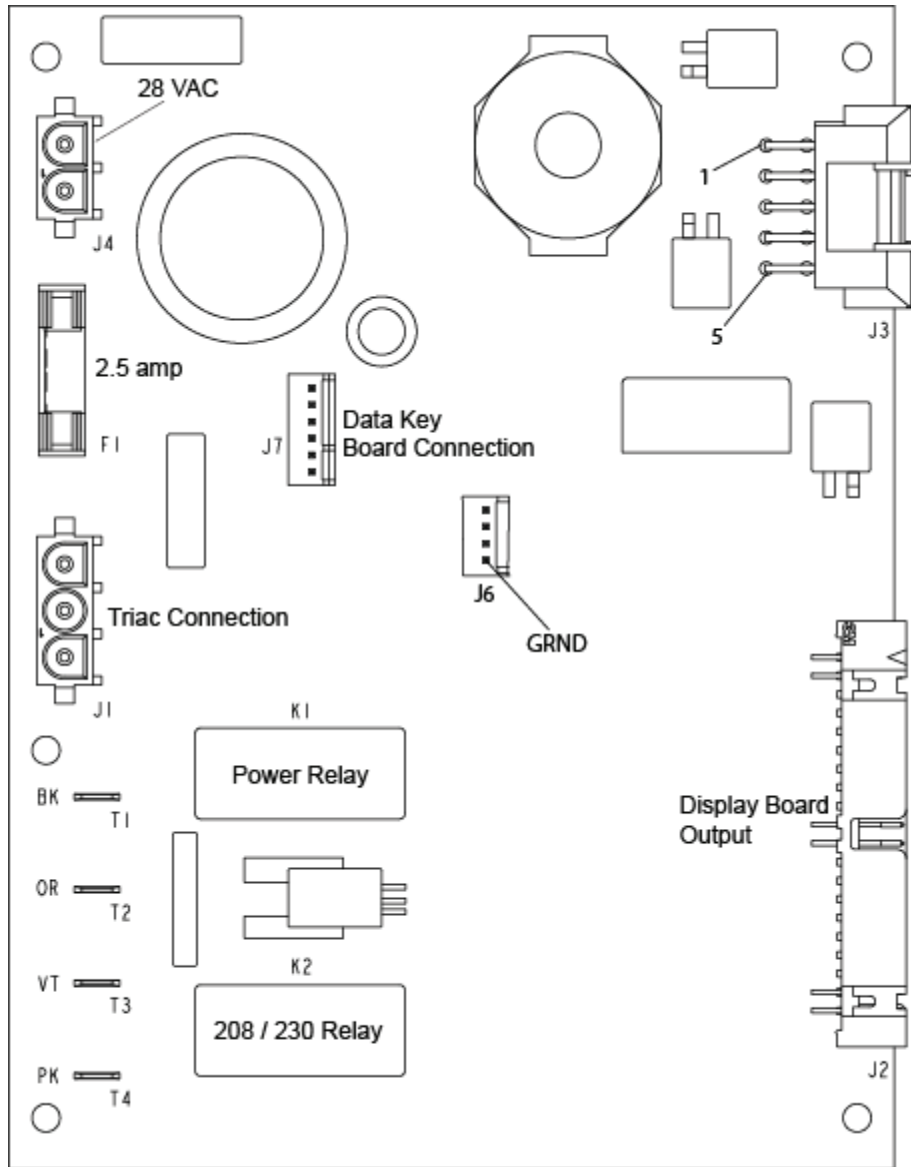 28 VAC
J4
1
5
J3
2.5 amp
F1
J7
Data Key
Board Connection
J6
GRND
Triac Connection
J1
K1
Power Relay
BK
T1
Display Board
Output
OR
T2
K2
VT
T3
208 / 230 Relay
PK
T4
J2